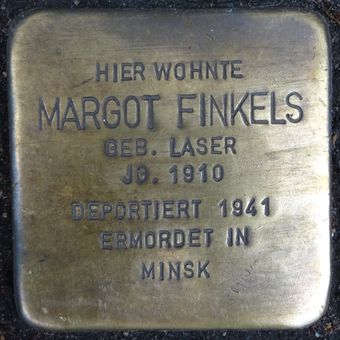 HIER WOHNTE
MARGOT FINKELS
GEB. LASER
JG. 1910
DEPORTIERT 1941
ERMORDET IN
MINSK